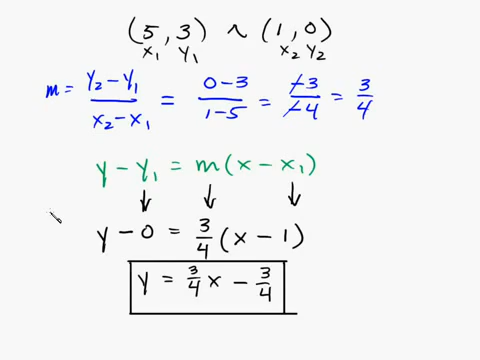 (5, 3) ~ (1, 0)
x₁ y₁ x₂ y₂
m = y₂ - y₁ / x₂ - x₁ = 0 - 3 / 1 - 5 = -3 / -4 = 3/4
y - y₁ = m(x - x₁)
y - 0 = 3/4 (x - 1)
y = 3/4 x - 3/4